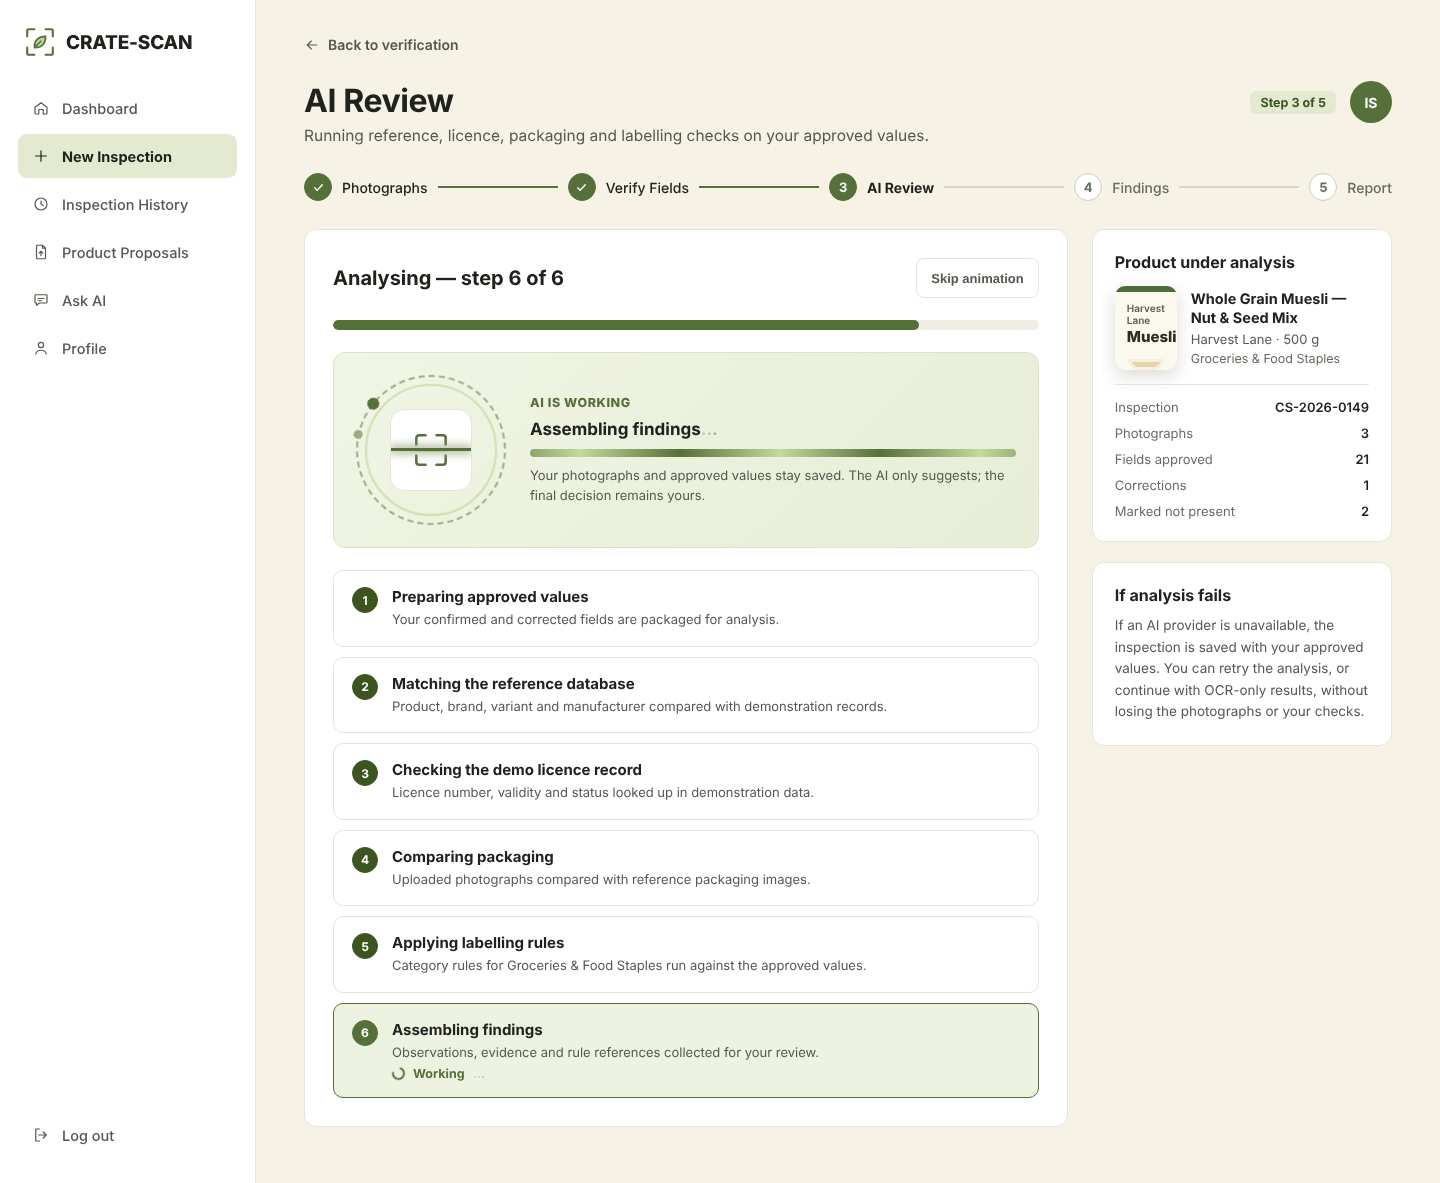 CRATE-SCAN
Dashboard
New Inspection
Inspection History
Product Proposals
Ask AI
Profile
Log out
Back to verification
AI Review
Running reference, licence, packaging and labelling checks on your approved values.
Step 3 of 5
IS
Photographs
Verify Fields
3 AI Review
4 Findings
5 Report
Analysing — step 6 of 6
Skip animation
AI IS WORKING
Assembling findings...
Your photographs and approved values stay saved. The AI only suggests; the
final decision remains yours.
1 Preparing approved values
Your confirmed and corrected fields are packaged for analysis.
2 Matching the reference database
Product, brand, variant and manufacturer compared with demonstration records.
3 Checking the demo licence record
Licence number, validity and status looked up in demonstration data.
4 Comparing packaging
Uploaded photographs compared with reference packaging images.
5 Applying labelling rules
Category rules for Groceries & Food Staples run against the approved values.
6 Assembling findings
Observations, evidence and rule references collected for your review.
Working ...
Product under analysis
Harvest
Lane
Muesli
Whole Grain Muesli —
Nut & Seed Mix
Harvest Lane · 500 g
Groceries & Food Staples
Inspection CS-2026-0149
Photographs 3
Fields approved 21
Corrections 1
Marked not present 2
If analysis fails
If an AI provider is unavailable, the
inspection is saved with your approved
values. You can retry the analysis, or
continue with OCR-only results, without
losing the photographs or your checks.